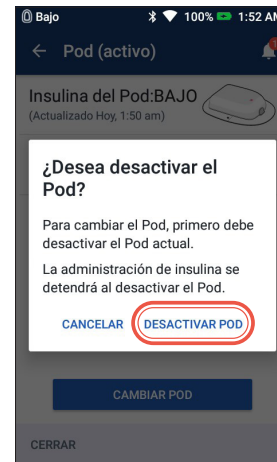 Bajo 100% 1:52 AM
Pod (activo)
Insulina del Pod:BAJO
(Actualizado Hoy, 1:50 am)
¿Desea desactivar el
Pod?
Para cambiar el Pod, primero debe
desactivar el Pod actual.
La administración de insulina se
detendrá al desactivar el Pod.
CANCELAR DESACTIVAR POD
CAMBIAR POD
CERRAR